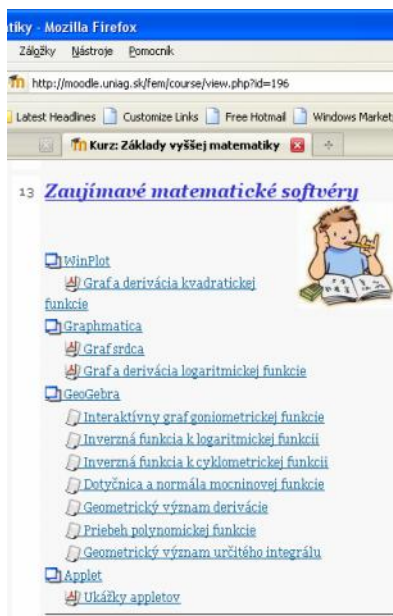 tiky - Mozilla Firefox
Záložky Nástroje Pomocník
http://moodle.uniag.sk/fem/course/view.php?id=196
Latest Headlines Customize Links Free Hotmail Windows Market
Kurz: Základy vyššej matematiky
13 Zaujímavé matematické softvéry
WinPlot
Graf a derivácia kvadratickej
funkcie
Graphmatica
Graf srdca
Graf a derivácia logaritmickej funkcie
GeoGebra
Interaktívny graf goniometrickej funkcie
Inverzná funkcia k logaritmickej funkcii
Inverzná funkcia k cyklometrickej funkcii
Dotyčnica a normála mocninovej funkcie
Geometrický význam derivácie
Priebeh polynomickej funkcie
Geometrický význam určitého integrálu
Applet
Ukážky appletov